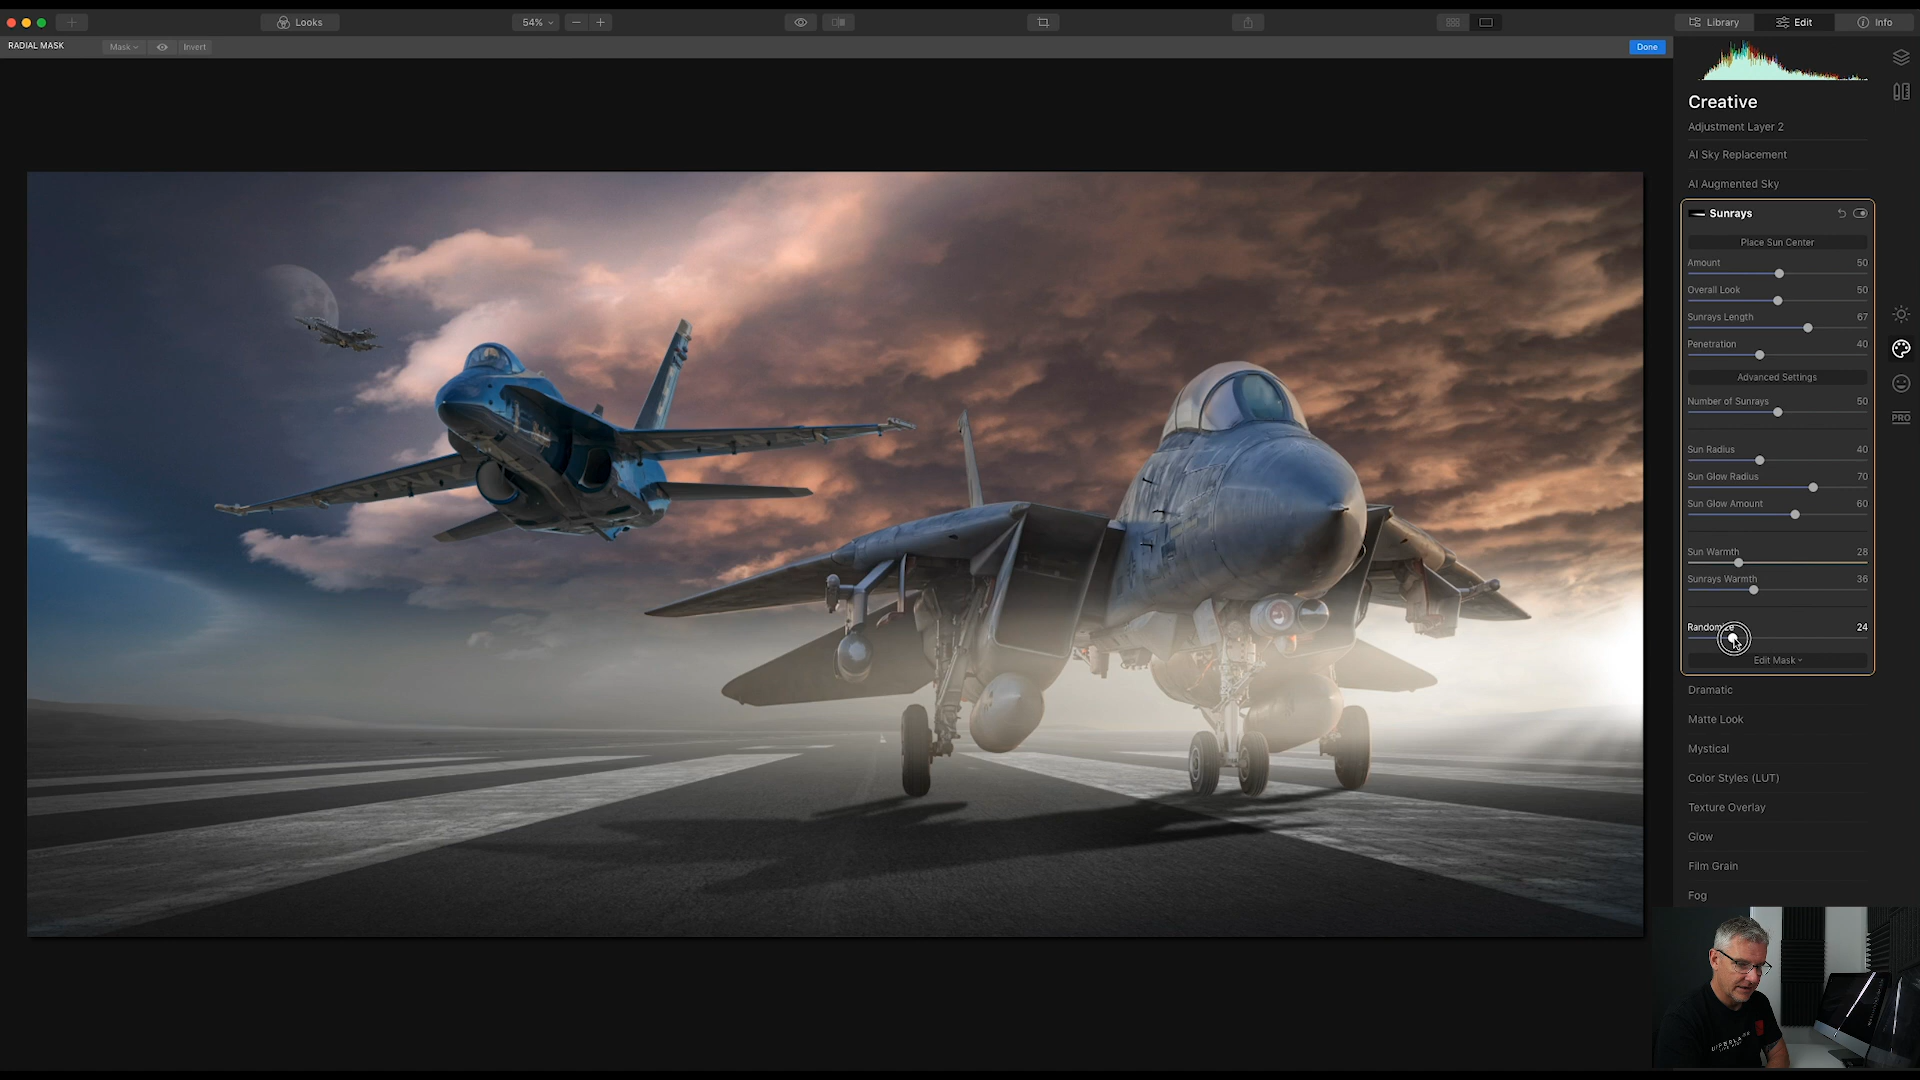 Looks
54%
Library
Edit
Info
RADIAL MASK
Mask
Invert
Done
Creative
Adjustment Layer 2
AI Sky Replacement
AI Augmented Sky
Sunrays
Place Sun Center
Amount 50
Overall Look 50
Sunrays Length 67
Penetration 40
Advanced Settings
Number of Sunrays 50
Sun Radius 40
Sun Glow Radius 70
Sun Glow Amount 60
Sun Warmth 28
Sunrays Warmth 36
Randomize 24
Edit Mask
PRO
Dramatic
Matte Look
Mystical
Color Styles (LUT)
Texture Overlay
Glow
Film Grain
Fog